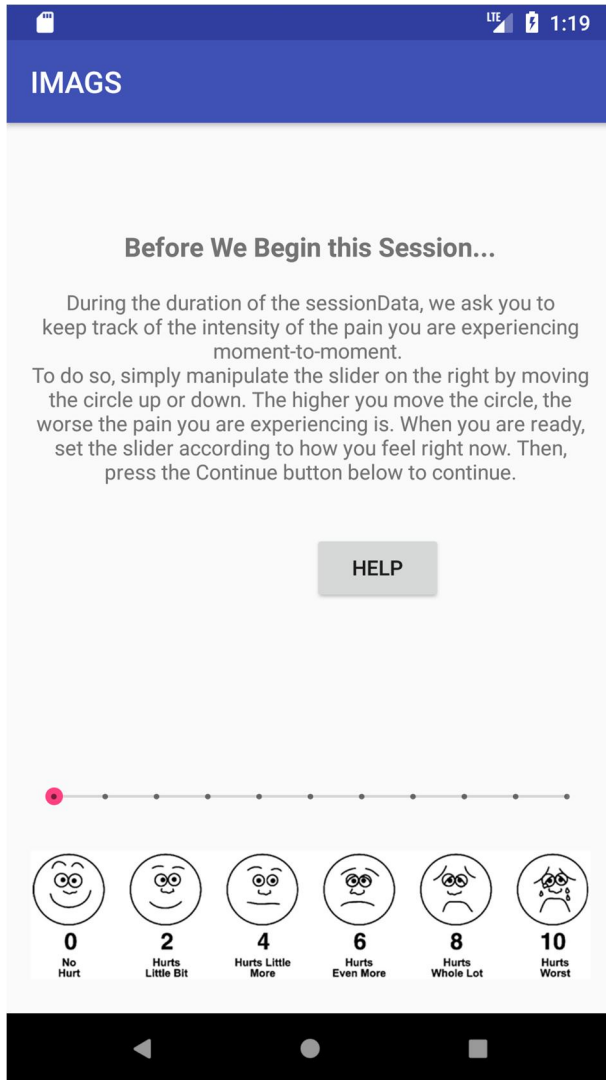 LTE 1:19
IMAGS
Before We Begin this Session...
During the duration of the sessionData, we ask you to
keep track of the intensity of the pain you are experiencing
moment-to-moment.
To do so, simply manipulate the slider on the right by moving
the circle up or down. The higher you move the circle, the
worse the pain you are experiencing is. When you are ready,
set the slider according to how you feel right now. Then,
press the Continue button below to continue.
HELP
0 2 4 6 8 10
No Hurts Hurts Little Hurts Hurts Hurts
Hurt Little Bit More Even More Whole Lot Worst